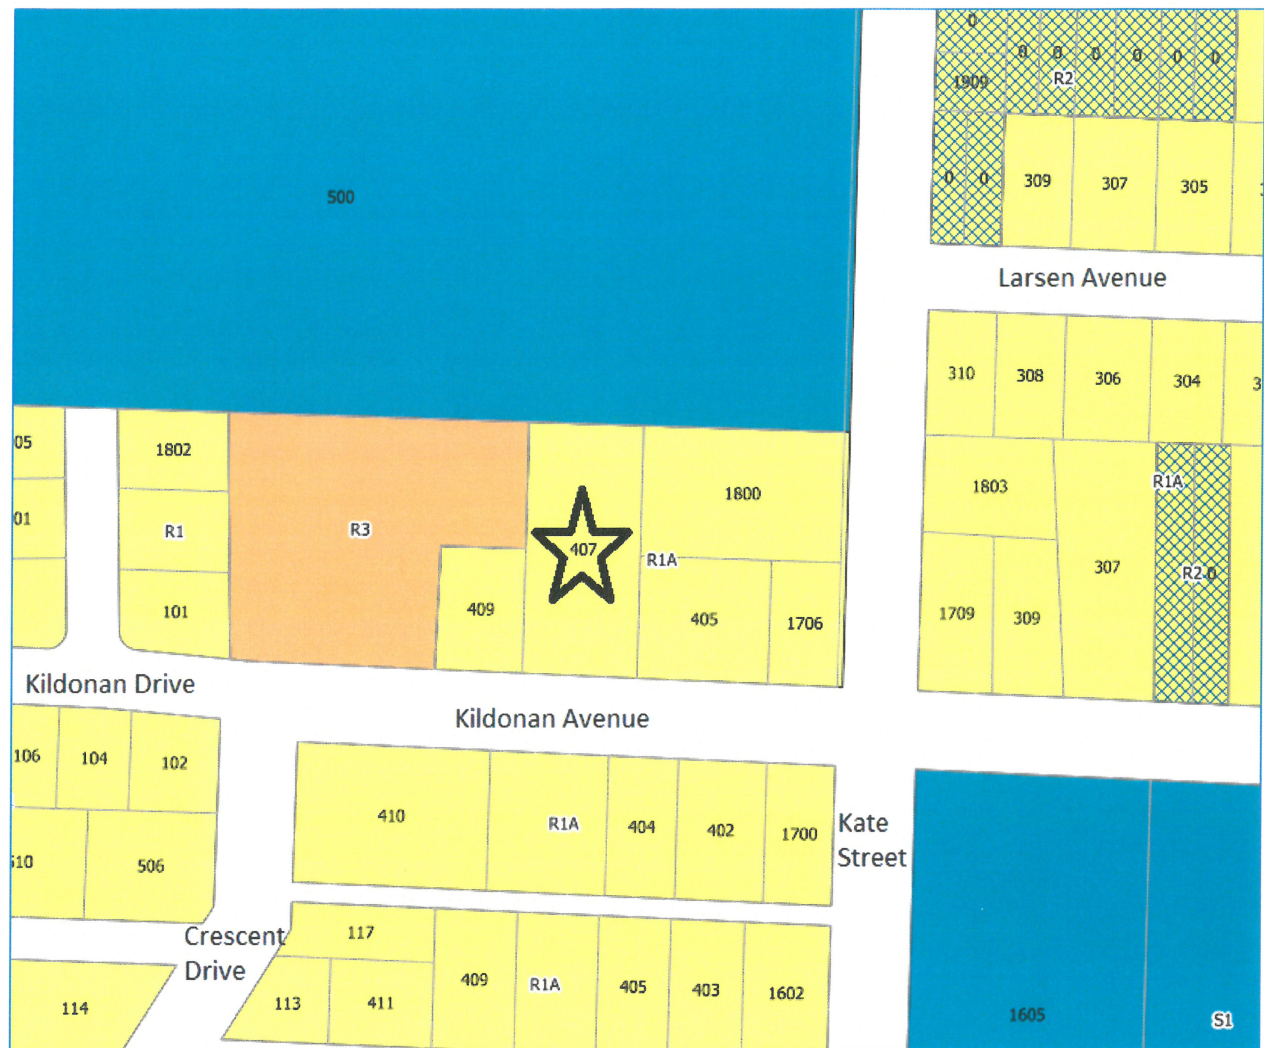 0
0 0 0 0 0 0
1909 R2
0 0 309 307 305
500
Larsen Avenue
310 308 306 304 3
05 1802
1800 1803 R1A
01 R1 R3 407 R1A
307 R2 0
101 409 405 1706 1709 309
Kildonan Drive
Kildonan Avenue
106 104 102
410 R1A 404 402 1700 Kate
Street
510 506
Crescent
Drive
117
114 113 411 409 R1A 405 403 1602
1605 S1